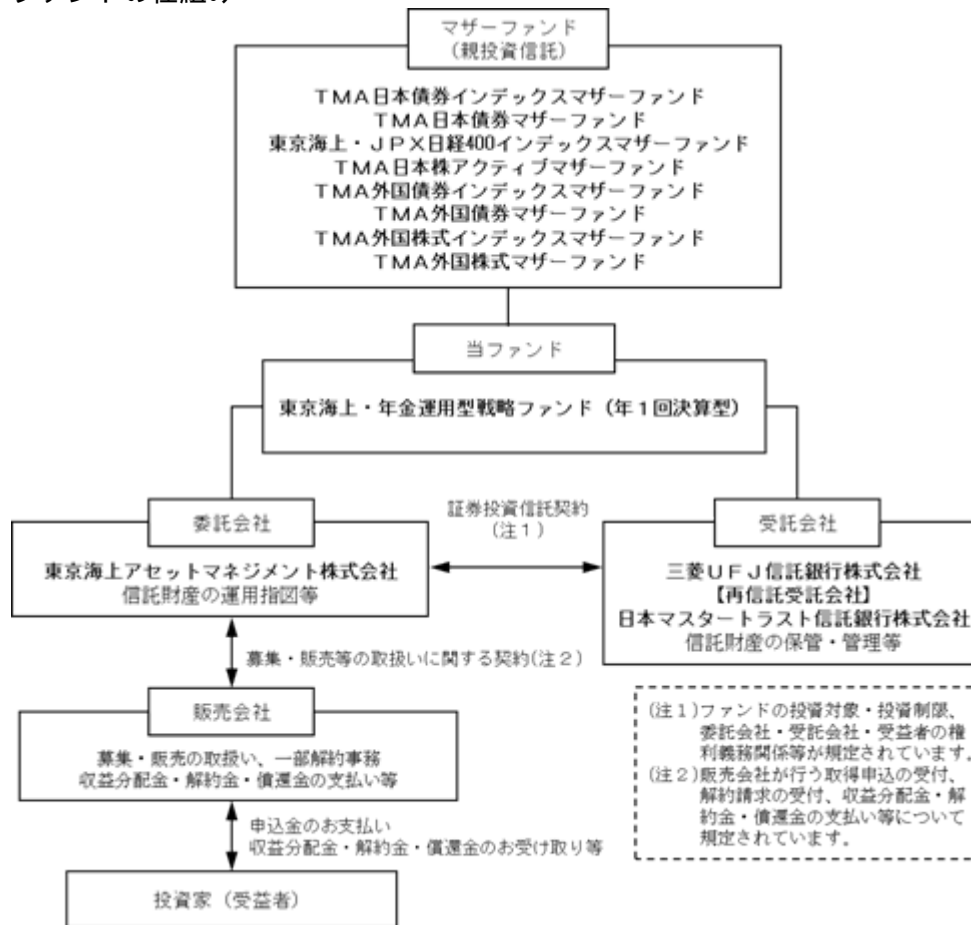 ファンドの仕組み
マザーファンド
(親投資信託)
TMA日本債券インデックスマザーファンド
TMA日本債券マザーファンド
東京海上・JPX日経400インデックスマザーファンド
TMA日本株アクティブマザーファンド
TMA外国債券インデックスマザーファンド
TMA外国債券マザーファンド
TMA外国株式インデックスマザーファンド
TMA外国株式マザーファンド
当ファンド
東京海上・年金運用型戦略ファンド（年１回決算型）
委託会社
東京海上アセットマネジメント株式会社
信託財産の運用指図等
証券投資信託契約
(注１)
受託会社
三菱UFJ信託銀行株式会社
【再信託受託会社】
日本マスタートラスト信託銀行株式会社
信託財産の保管・管理等
募集・販売等の取扱いに関する契約(注２)
販売会社
募集・販売の取扱い、一部解約事務
収益分配金・解約金・償還金の支払い等
(注１)ファンドの投資対象・投資制限、
委託会社・受託会社・受益者の権
利義務関係等が規定されています。
(注２)販売会社が行う取得申込の受付、
解約請求の受付、収益分配金・解
約金・償還金の支払い等について
規定されています。
申込金のお支払い
収益分配金・解約金・償還金のお受け取り等
投資家（受益者）